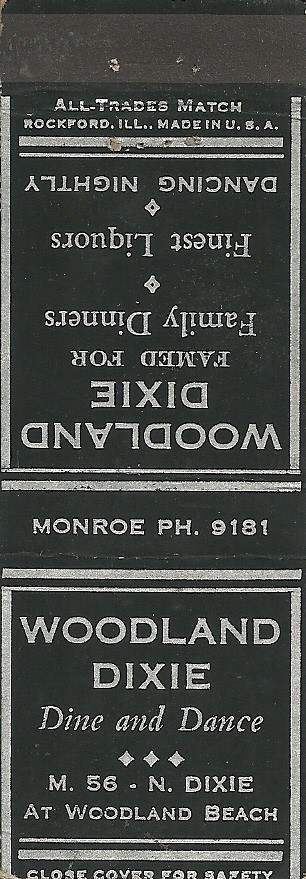 ALL-TRADES MATCH
ROCKFORD, ILL., MADE IN U. S. A.
WOODLAND
DIXIE
FAMED FOR
Family Dinners
Finest Liquors
DANCING NIGHTLY
MONROE PH. 9181
WOODLAND
DIXIE
Dine and Dance
M. 56 - N. DIXIE
AT WOODLAND BEACH
CLOSE COVER FOR SAFETY